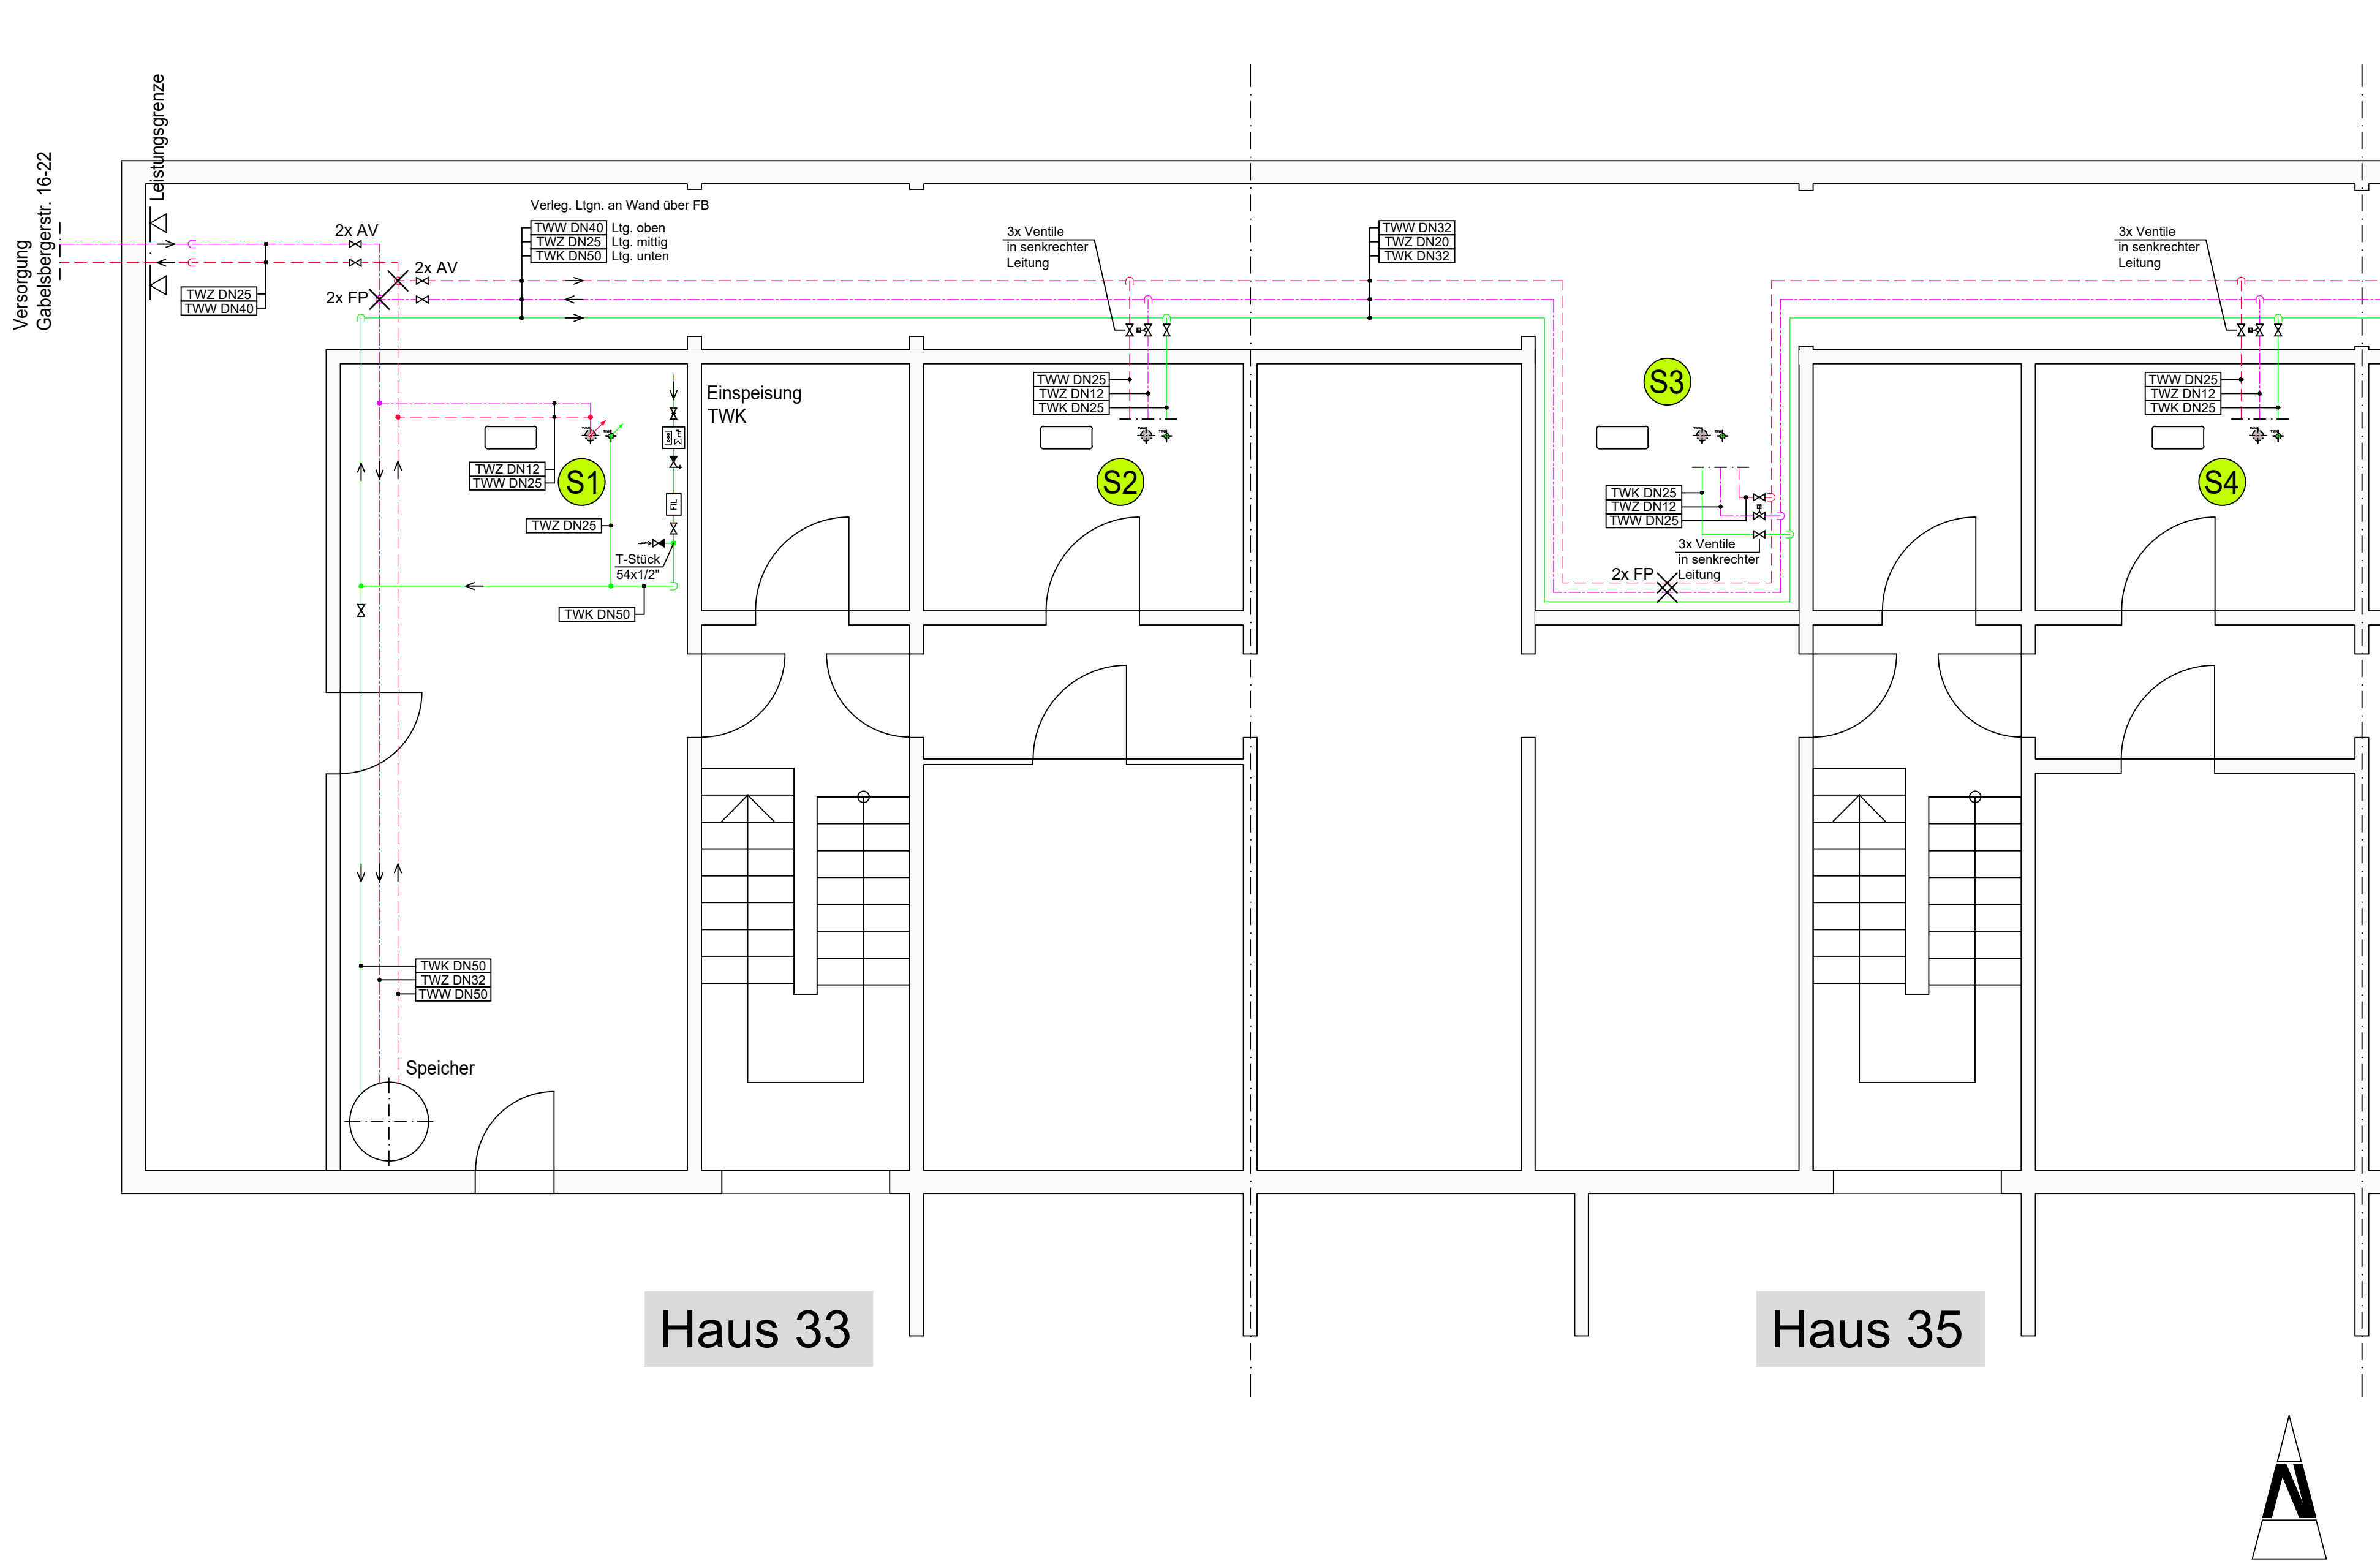 Versorgung
Gabelsbergerstr. 16-22
Leistungsgrenze
2x AV
TWZ DN25
TWW DN40
2x AV
2x FP
Verleg. Ltgn. an Wand über FB
TWW DN40 Ltg. oben
TWZ DN25 Ltg. mittig
TWK DN50 Ltg. unten
3x Ventile
in senkrechter
Leitung
TWW DN32
TWZ DN20
TWK DN32
3x Ventile
in senkrechter
Leitung
Einspeisung
TWK
TWW DN25
TWZ DN12
TWK DN25
S3
TWW DN25
TWZ DN12
TWK DN25
TWZ DN12
TWW DN25
S1
S2
S4
FIL
TWZ DN25
T-Stück
54x1/2"
TWK DN50
TWK DN25
TWZ DN12
TWW DN25
3x Ventile
in senkrechter
Leitung
2x FP
TWK DN50
TWZ DN32
TWW DN50
Speicher
Haus 33
Haus 35
N